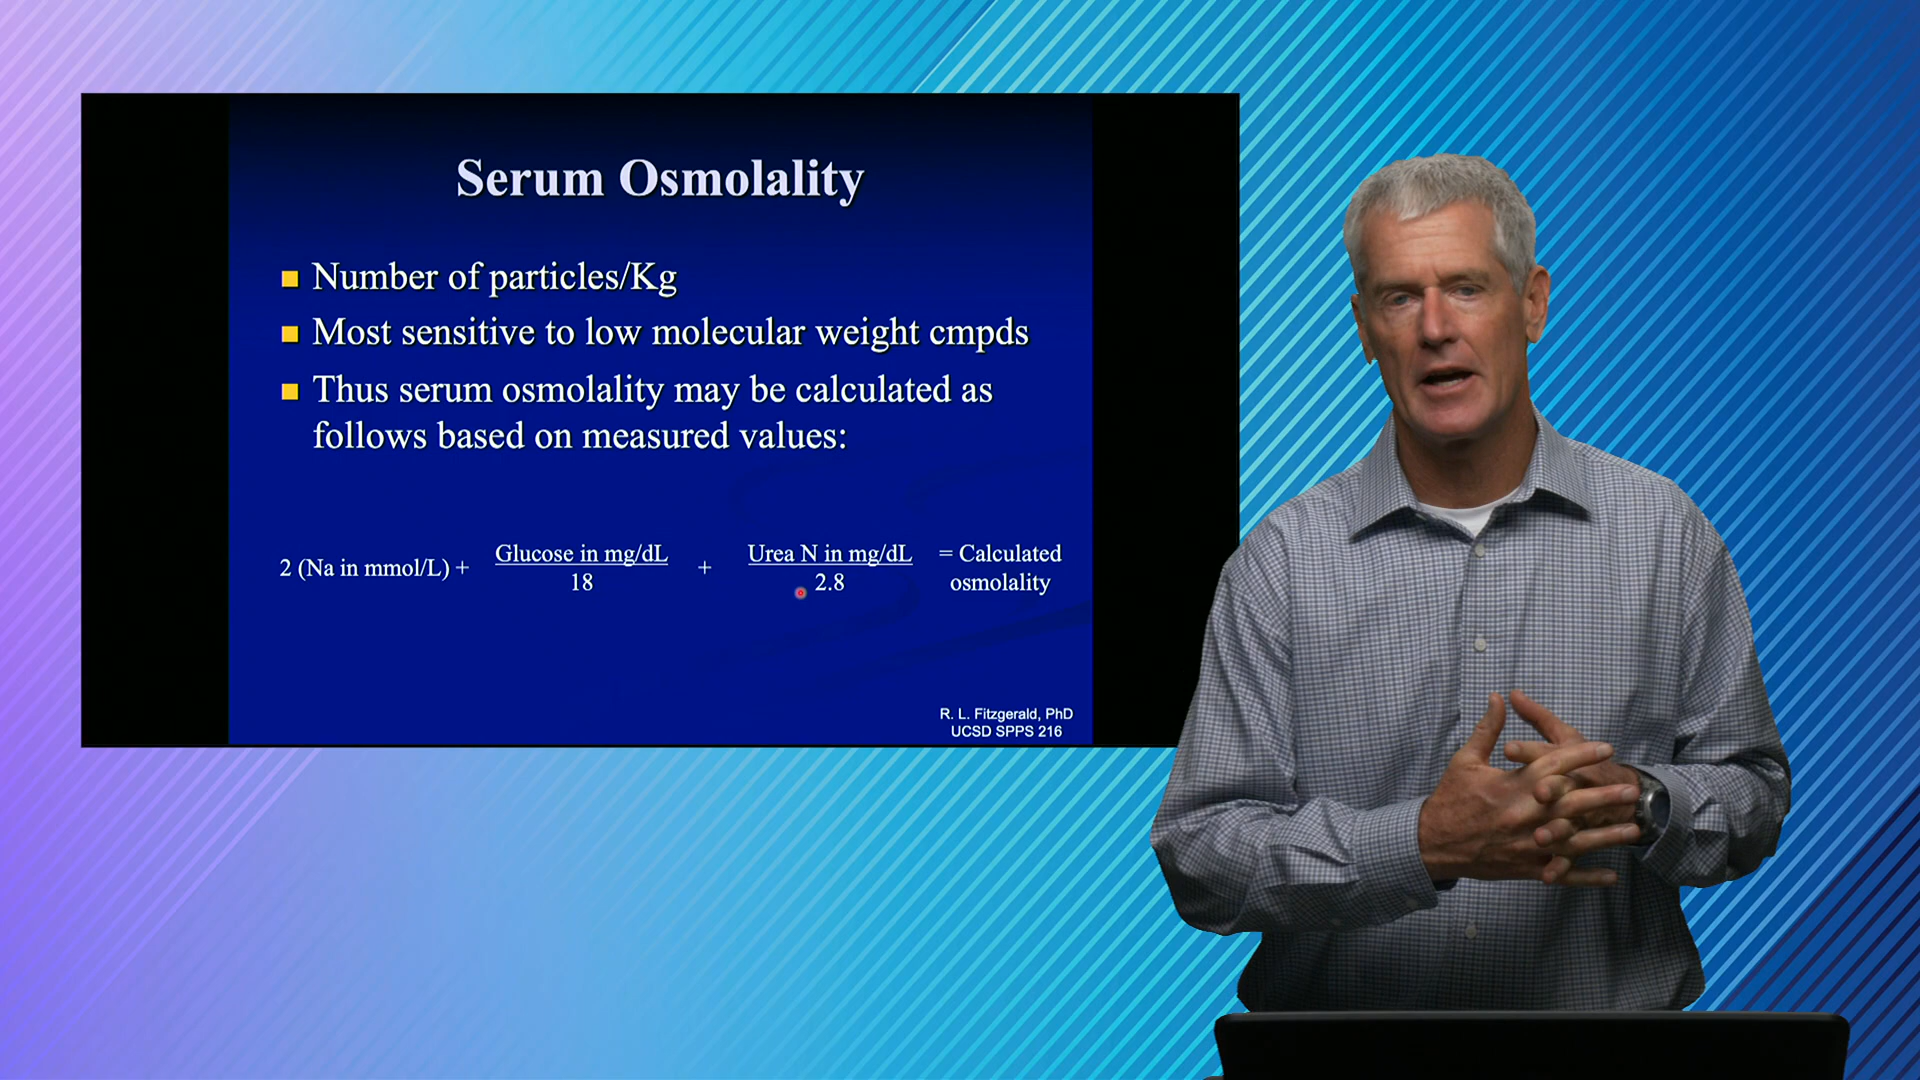 Serum Osmolality
Number of particles/Kg
Most sensitive to low molecular weight cmpds
Thus serum osmolality may be calculated as
follows based on measured values:
2 (Na in mmol/L) + Glucose in mg/dL + Urea N in mg/dL = Calculated
18 2.8 osmolality
R. L. Fitzgerald, PhD
UCSD SPPS 216